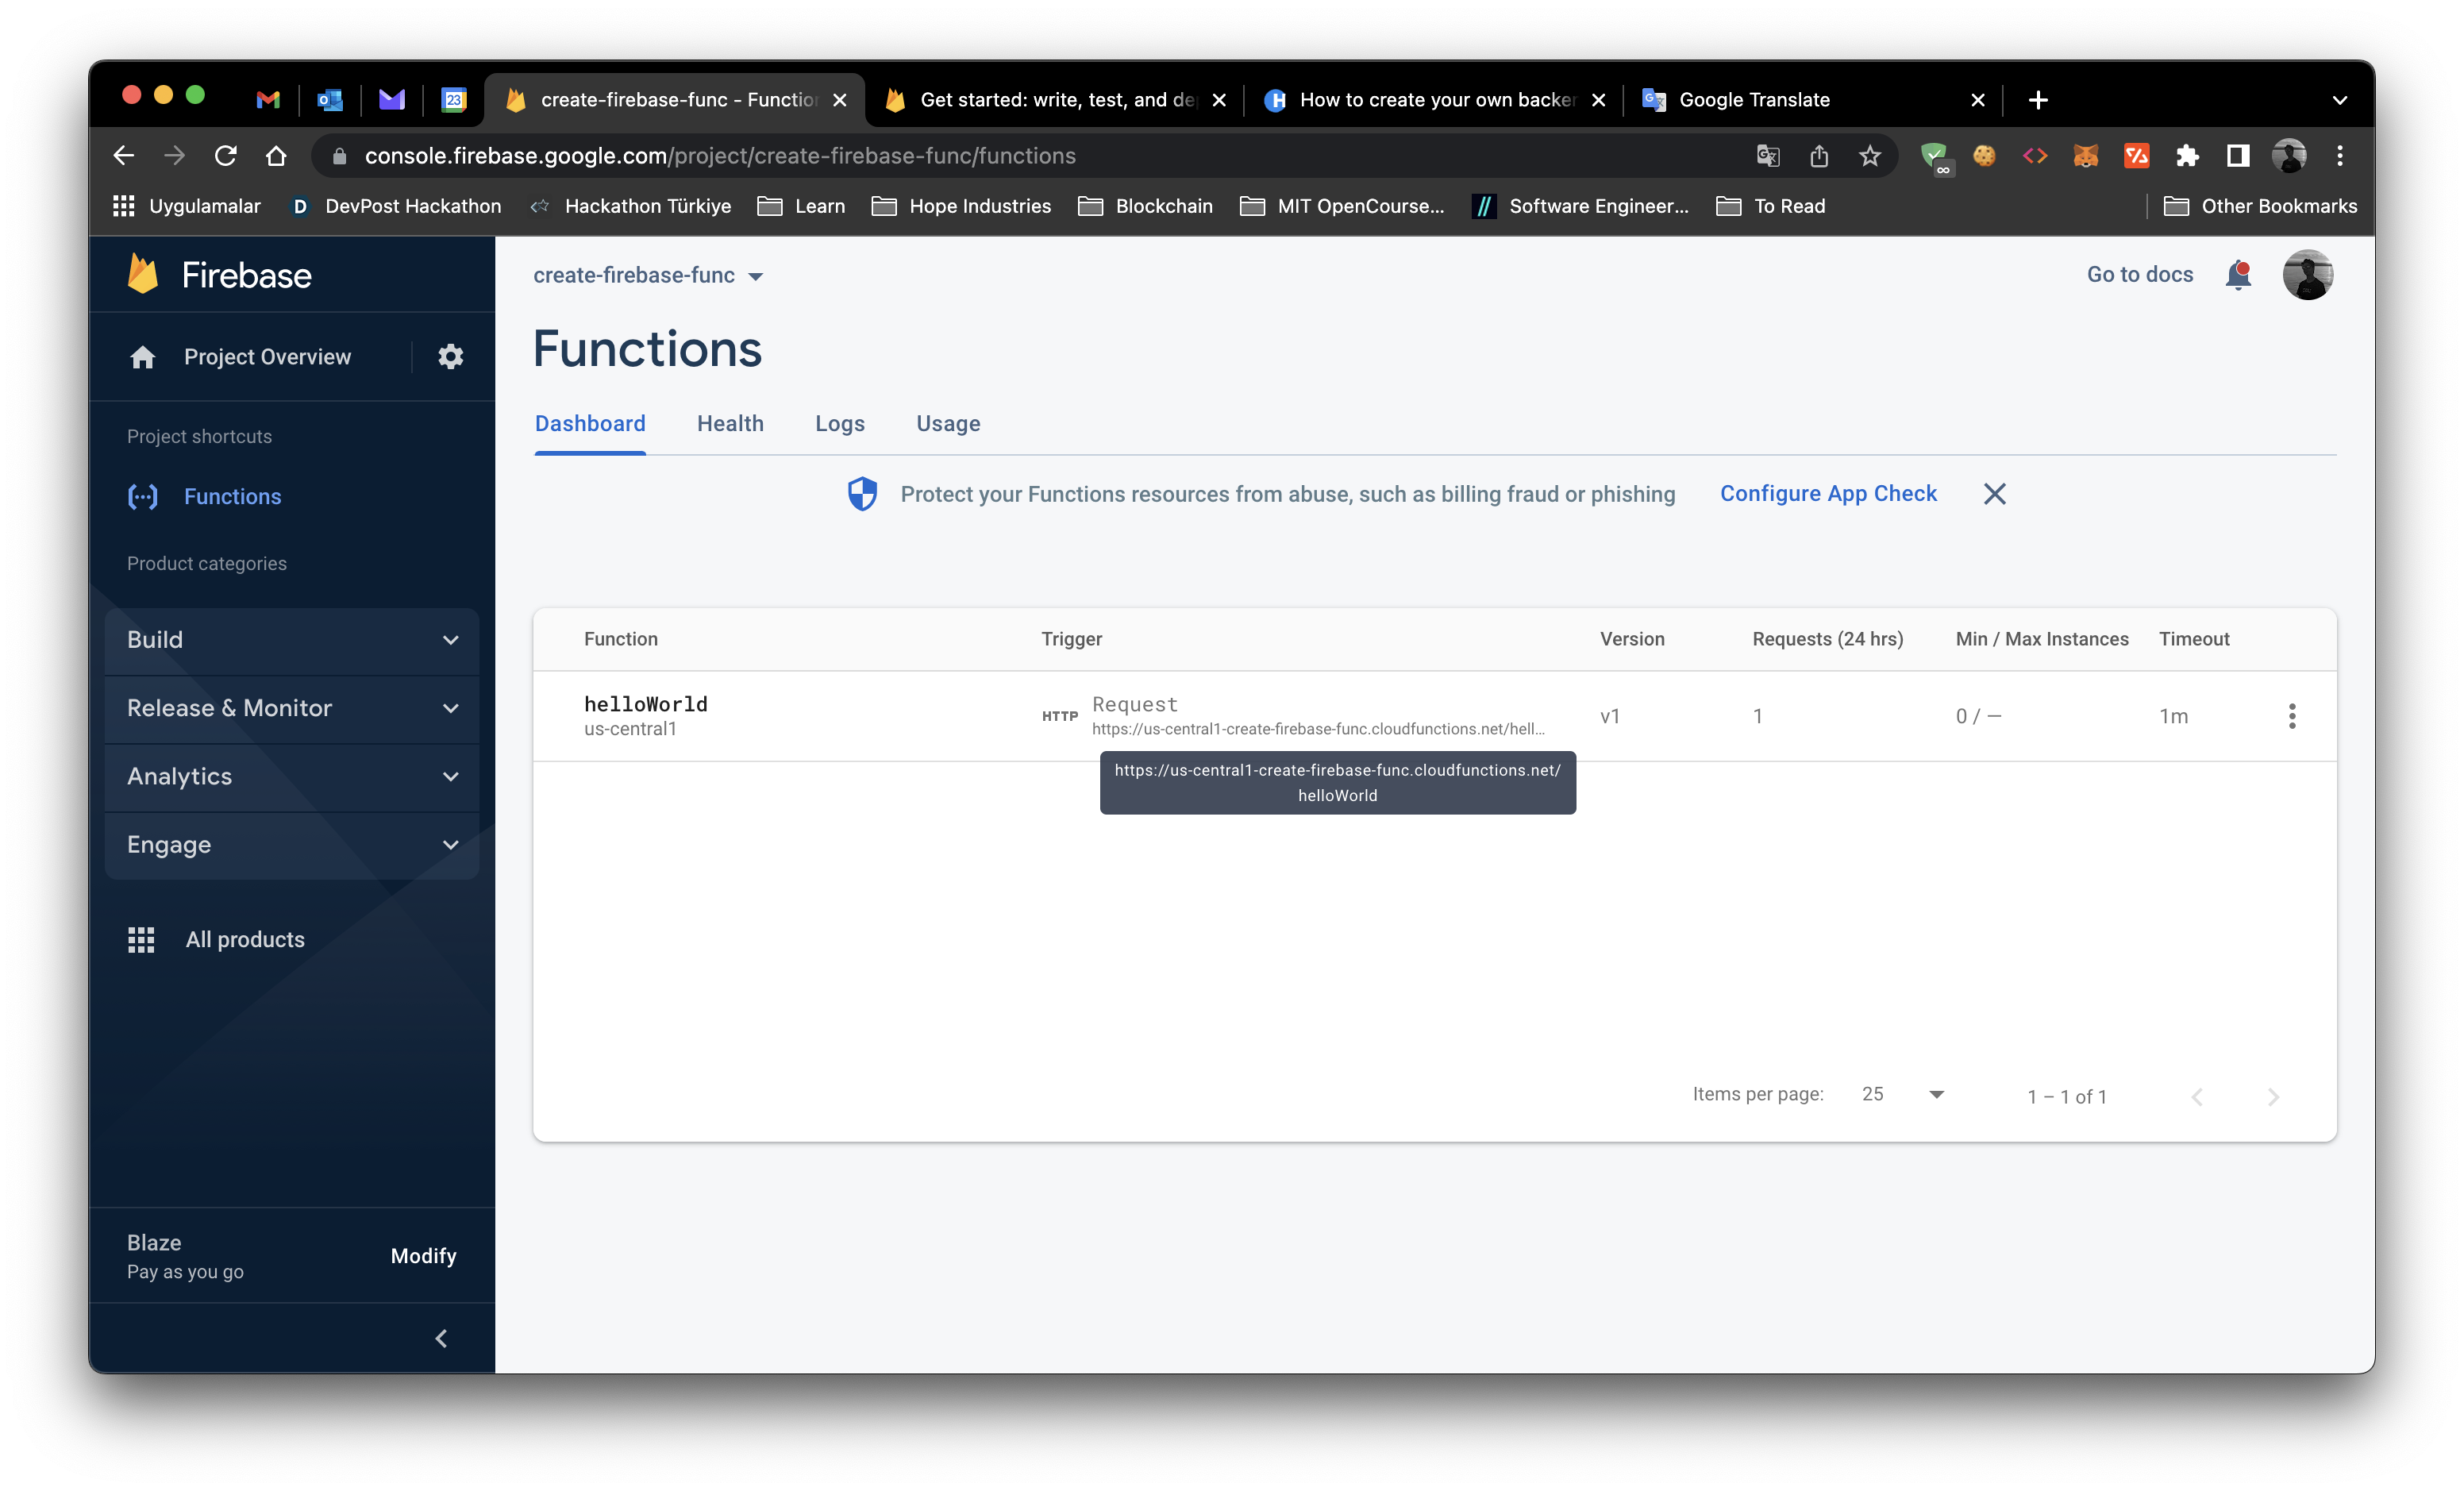 23
create-firebase-func - Function
Get started: write, test, and de
How to create your own backe
Google Translate
console.firebase.google.com/project/create-firebase-func/functions
Uygulamalar
DevPost Hackathon
Hackathon Türkiye
Learn
Hope Industries
Blockchain
MIT OpenCourse...
Software Engineer...
To Read
Other Bookmarks
Firebase
Project Overview
Project shortcuts
Functions
Product categories
Build
Release & Monitor
Analytics
Engage
All products
Blaze
Pay as you go
Modify
create-firebase-func
Go to docs
Functions
Dashboard Health Logs Usage
Protect your Functions resources from abuse, such as billing fraud or phishing Configure App Check
Function Trigger Version Requests (24 hrs) Min / Max Instances Timeout
helloWorld
us-central1
HTTP
Request
https://us-central1-create-firebase-func.cloudfunctions.net/hell...
v1 1 0 / — 1m
https://us-central1-create-firebase-func.cloudfunctions.net/
helloWorld
Items per page: 25 1 – 1 of 1